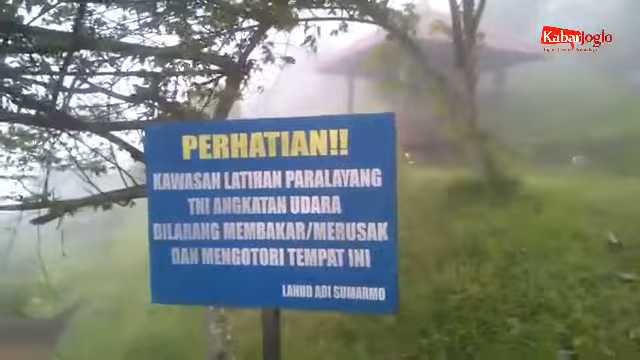 KabarJoglo
PERHATIAN!!
KAWASAN LATIHAN PARALAYANG
TNI ANGKATAN UDARA
DILARANG MEMBAKAR/MERUSAK
DAN MENGOTORI TEMPAT INI
LANUD ADI SUMARMO